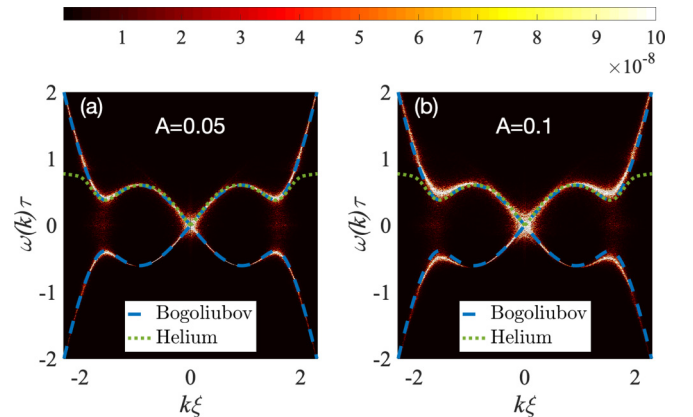 1 2 3 4 5 6 7 8 9 10
×10⁻⁸
(a) A=0.05
(b) A=0.1
2
1
0
-1
-2
ω(k)τ
Bogoliubov
Helium
-2 0 2
kξ
2
1
0
-1
-2
ω(k)τ
Bogoliubov
Helium
-2 0 2
kξ